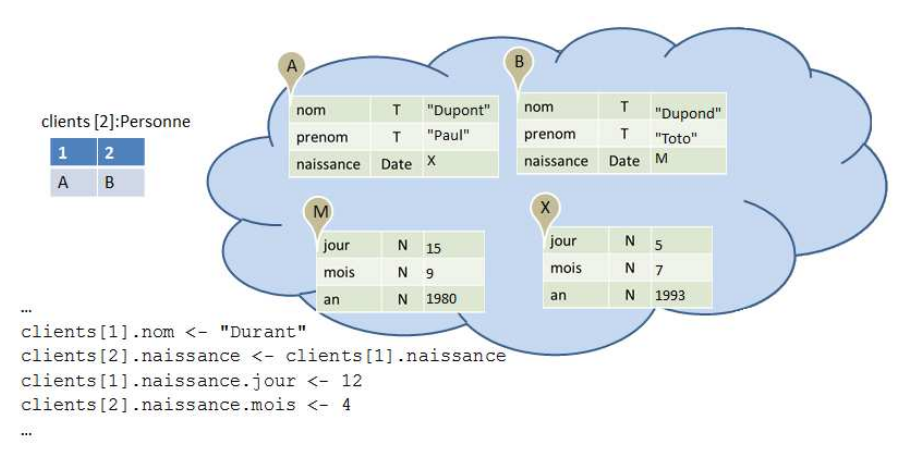 clients [2]:Personne
1 2
A B
A
nom T "Dupont"
prenom T "Paul"
naissance Date X
B
nom T "Dupond"
prenom T "Toto"
naissance Date M
M
jour N 15
mois N 9
an N 1980
X
jour N 5
mois N 7
an N 1993
…
clients[1].nom <- "Durant"
clients[2].naissance <- clients[1].naissance
clients[1].naissance.jour <- 12
clients[2].naissance.mois <- 4
…